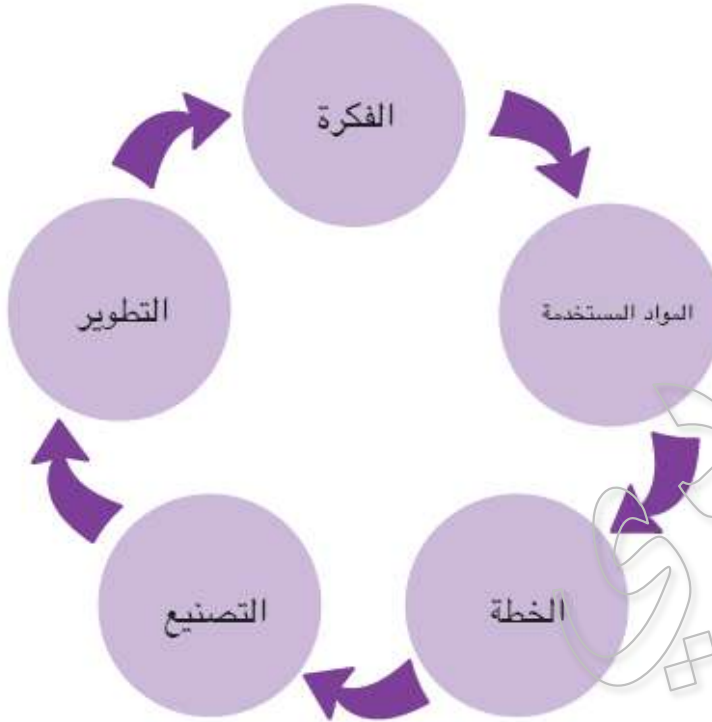 الفكرة
المواد المستخدمة
الخطة
التصنيع
التطوير